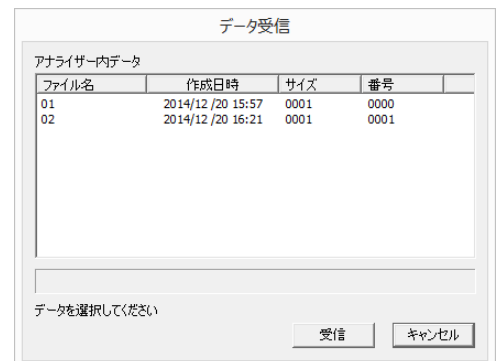 データ受信
アナライザー内データ
ファイル名 作成日時 サイズ 番号
01 2014/12 /20 15:57 0001 0000
02 2014/12 /20 16:21 0001 0001
データを選択してください
受信 キャンセル